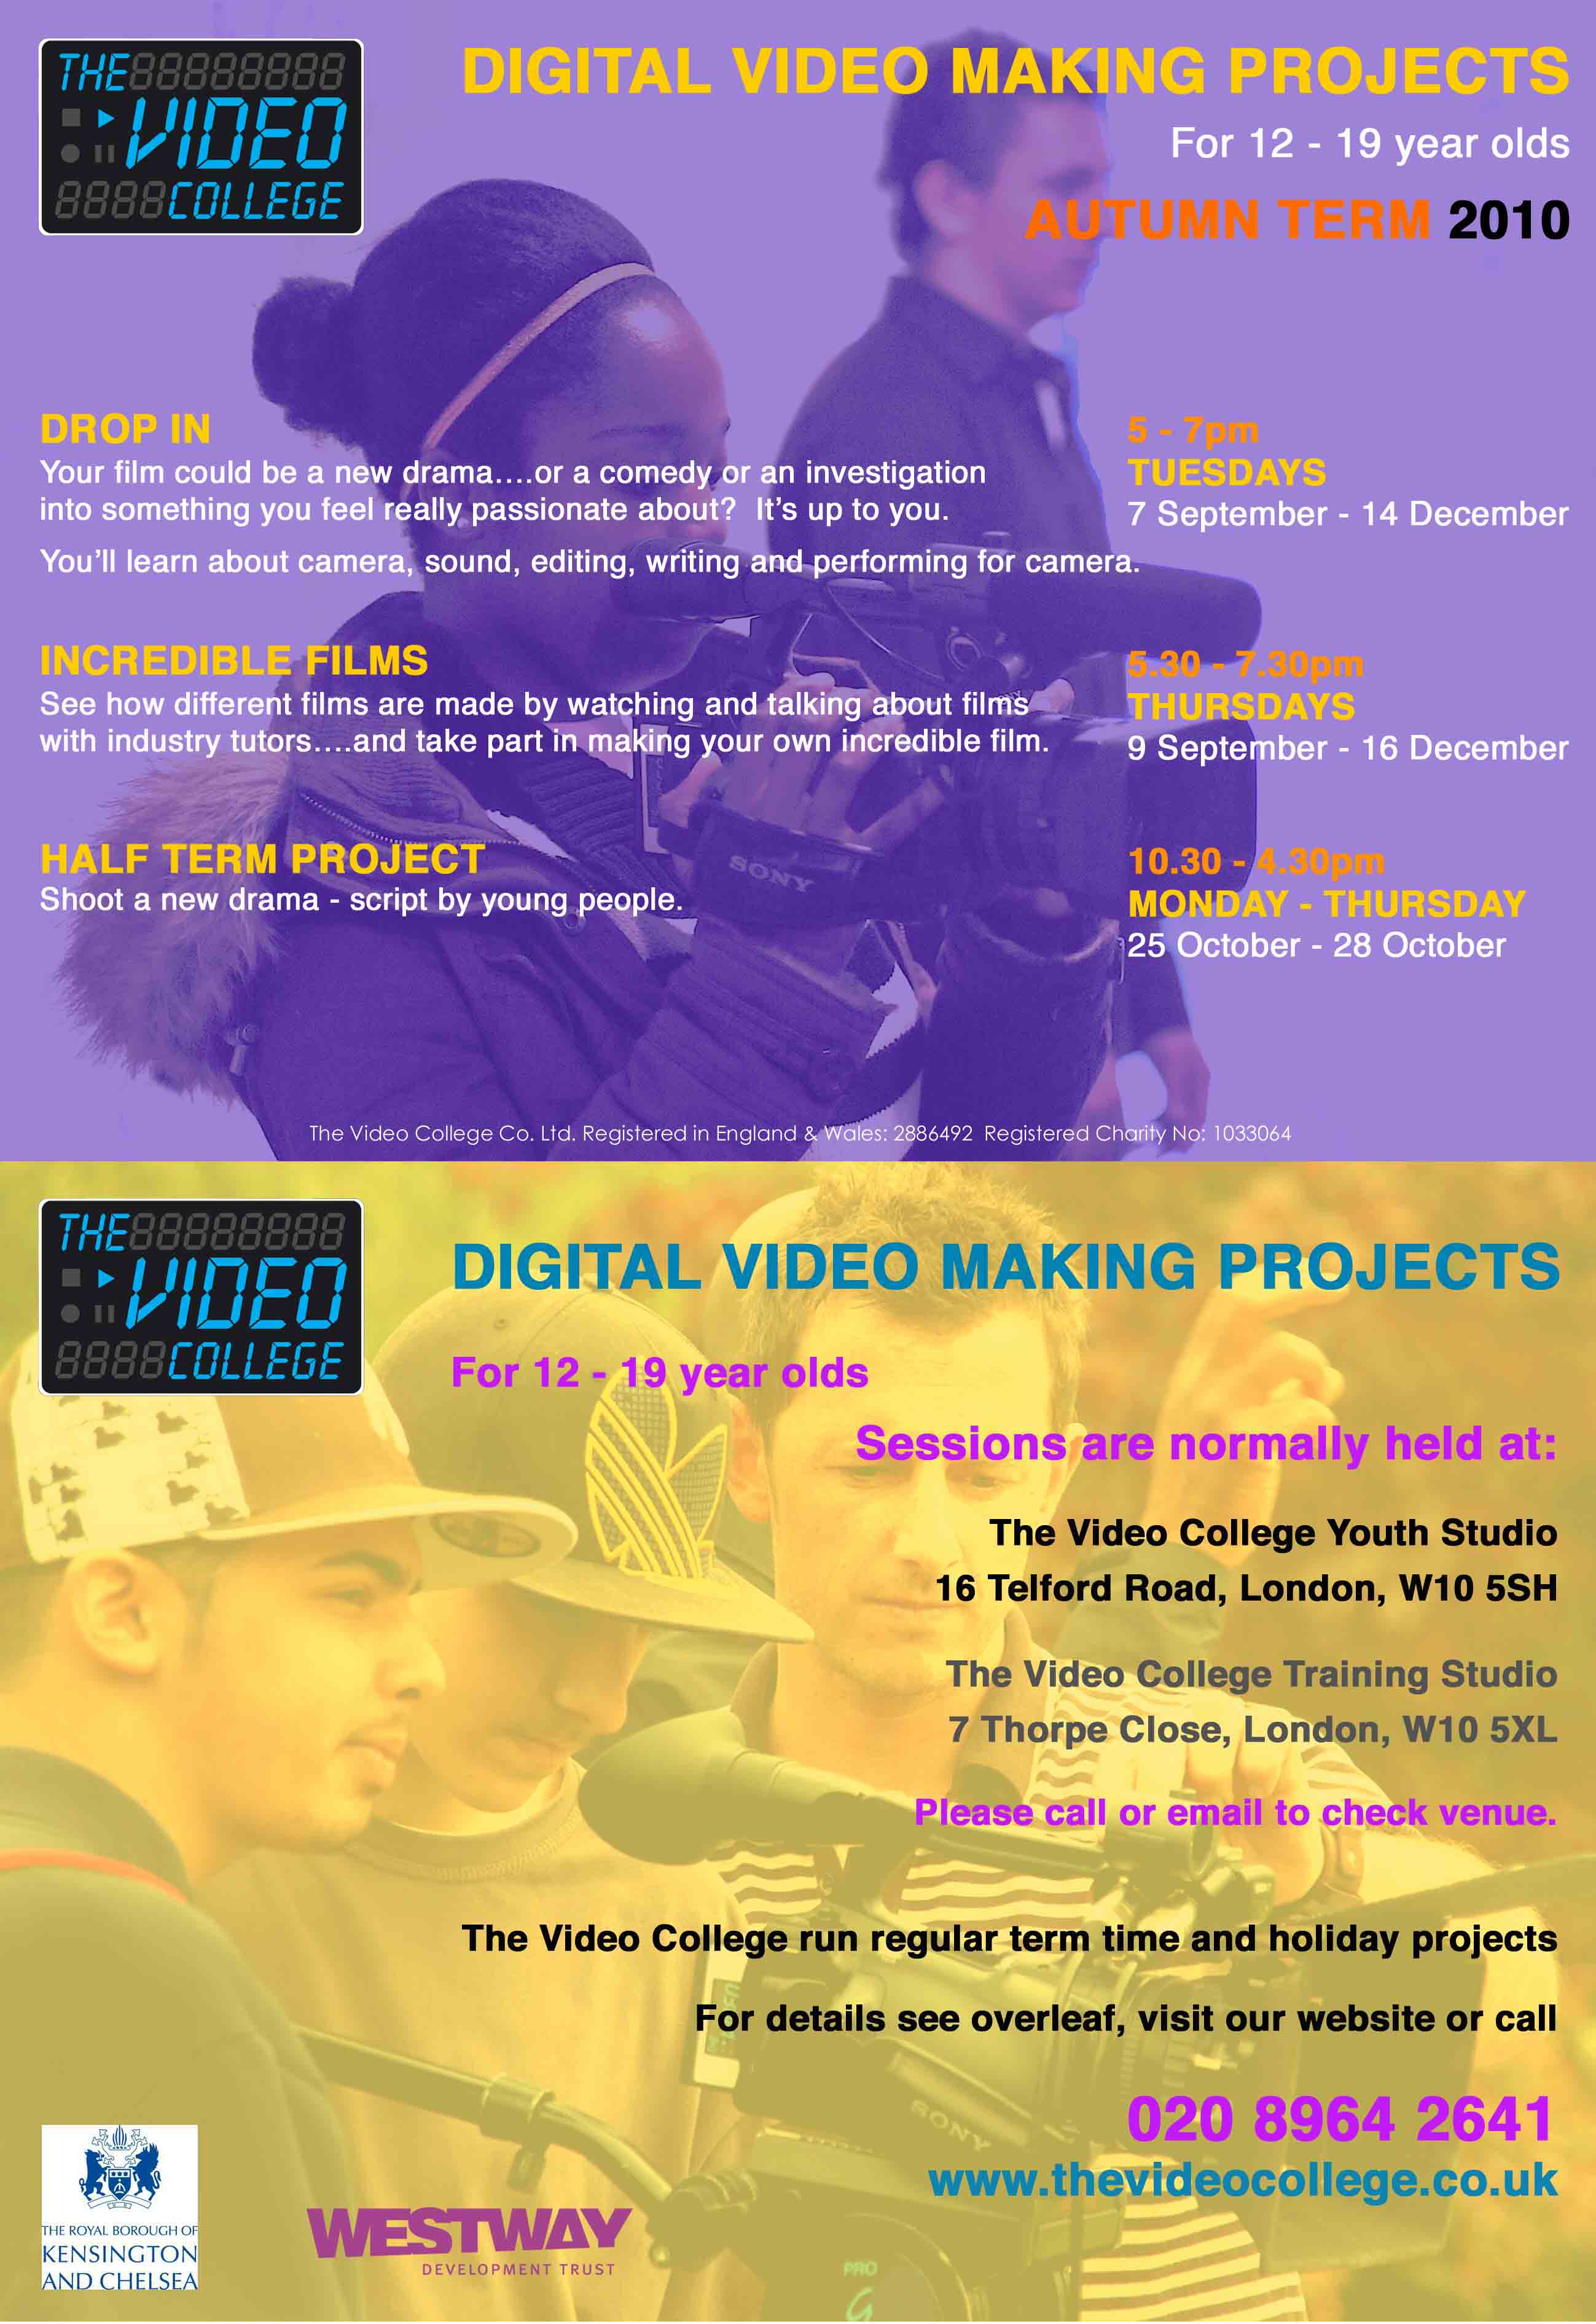 THE
VIDEO
COLLEGE
DIGITAL VIDEO MAKING PROJECTS
For 12 - 19 year olds
AUTUMN TERM 2010
DROP IN
Your film could be a new drama....or a comedy or an investigation
into something you feel really passionate about?  It's up to you.
You'll learn about camera, sound, editing, writing and performing for camera.
5 - 7pm
TUESDAYS
7 September - 14 December
INCREDIBLE FILMS
See how different films are made by watching and talking about films
with industry tutors....and take part in making your own incredible film.
5.30 - 7.30pm
THURSDAYS
9 September - 16 December
HALF TERM PROJECT
Shoot a new drama - script by young people.
10.30 - 4.30pm
MONDAY - THURSDAY
25 October - 28 October
SONY
The Video College Co. Ltd. Registered in England & Wales: 2886492  Registered Charity No: 1033064
THE
VIDEO
COLLEGE
DIGITAL VIDEO MAKING PROJECTS
For 12 - 19 year olds
Sessions are normally held at:
The Video College Youth Studio
16 Telford Road, London, W10 5SH
The Video College Training Studio
7 Thorpe Close, London, W10 5XL
Please call or email to check venue.
The Video College run regular term time and holiday projects
For details see overleaf, visit our website or call
020 8964 2641
www.thevideocollege.co.uk
SONY
THE ROYAL BOROUGH OF
KENSINGTON
AND CHELSEA
WESTWAY
DEVELOPMENT TRUST
PRO